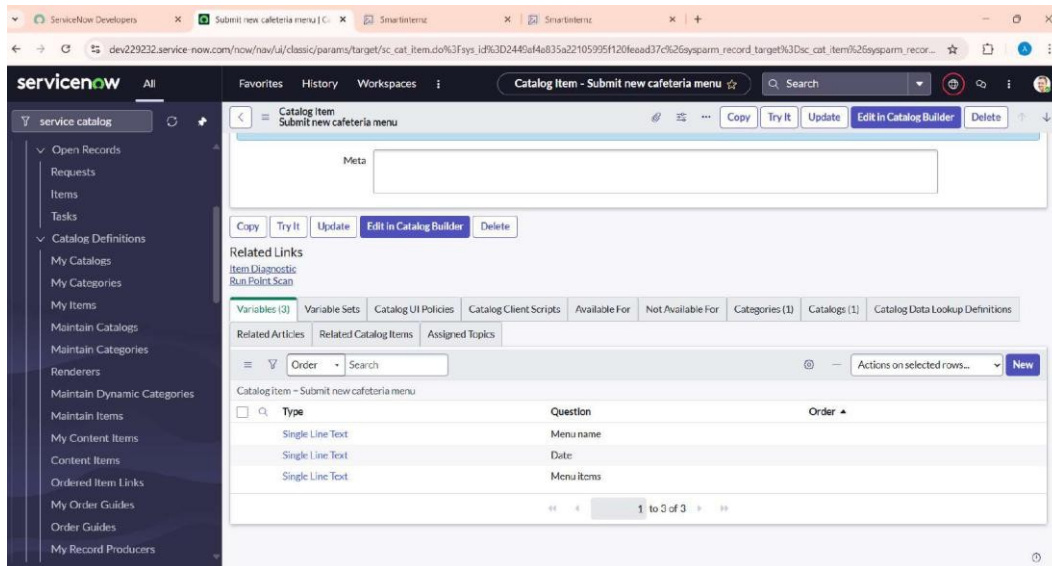 ServiceNow Developers
Submit new cafeteria menu | C
Smartinternz
Smartinternz
dev229232.service-now.com/now/nav/ui/classic/params/target/sc_cat_item.do%3Fsys_id%3D2449af4a835a22105995f120feaad37c%26sysparm_record_target%3Dsc_cat_item%26sysparm_recor...
servicenow All Favorites History Workspaces Catalog Item - Submit new cafeteria menu Search
service catalog
Open Records
Requests
Items
Tasks
Catalog Definitions
My Catalogs
My Categories
My Items
Maintain Catalogs
Maintain Categories
Renderers
Maintain Dynamic Categories
Maintain Items
My Content Items
Content Items
Ordered Item Links
My Order Guides
Order Guides
My Record Producers
Catalog Item
Submit new cafeteria menu
Copy Try It Update Edit in Catalog Builder Delete
Meta
Copy Try It Update Edit in Catalog Builder Delete
Related Links
Item Diagnostic
Run Point Scan
Variables (3) Variable Sets Catalog UI Policies Catalog Client Scripts Available For Not Available For Categories (1) Catalogs (1) Catalog Data Lookup Definitions
Related Articles Related Catalog Items Assigned Topics
Order Search Actions on selected rows... New
Catalog item = Submit new cafeteria menu
Type Question Order
Single Line Text Menu name
Single Line Text Date
Single Line Text Menu items
1 to 3 of 3